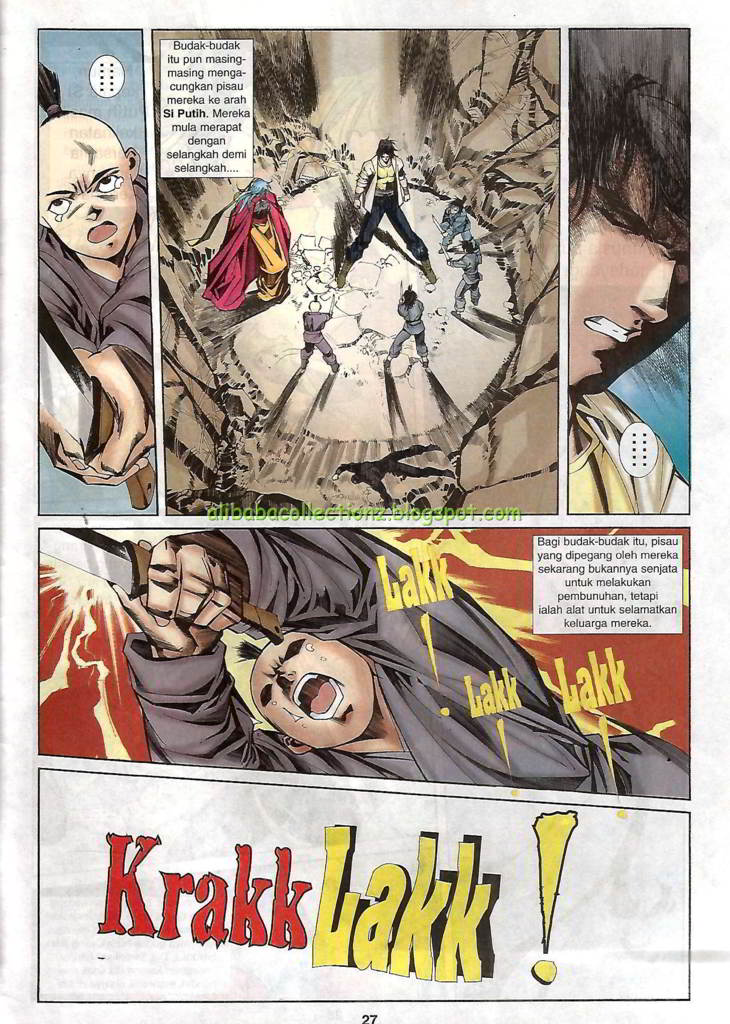 Budak-budak
itu pun masing-
masing menga-
cungkan pisau
mereka ke arah
Si Putih. Mereka
mula merapat
dengan
selangkah demi
selangkah....
alibabacollectionz.blogspot.com
Bagi budak-budak itu, pisau
yang dipegang oleh mereka
sekarang bukannya senjata
untuk melakukan
pembunuhan, tetapi
ialah alat untuk selamatkan
keluarga mereka.
Lakk
!
Lakk
!
Lakk
!
Krakk Lakk !
27